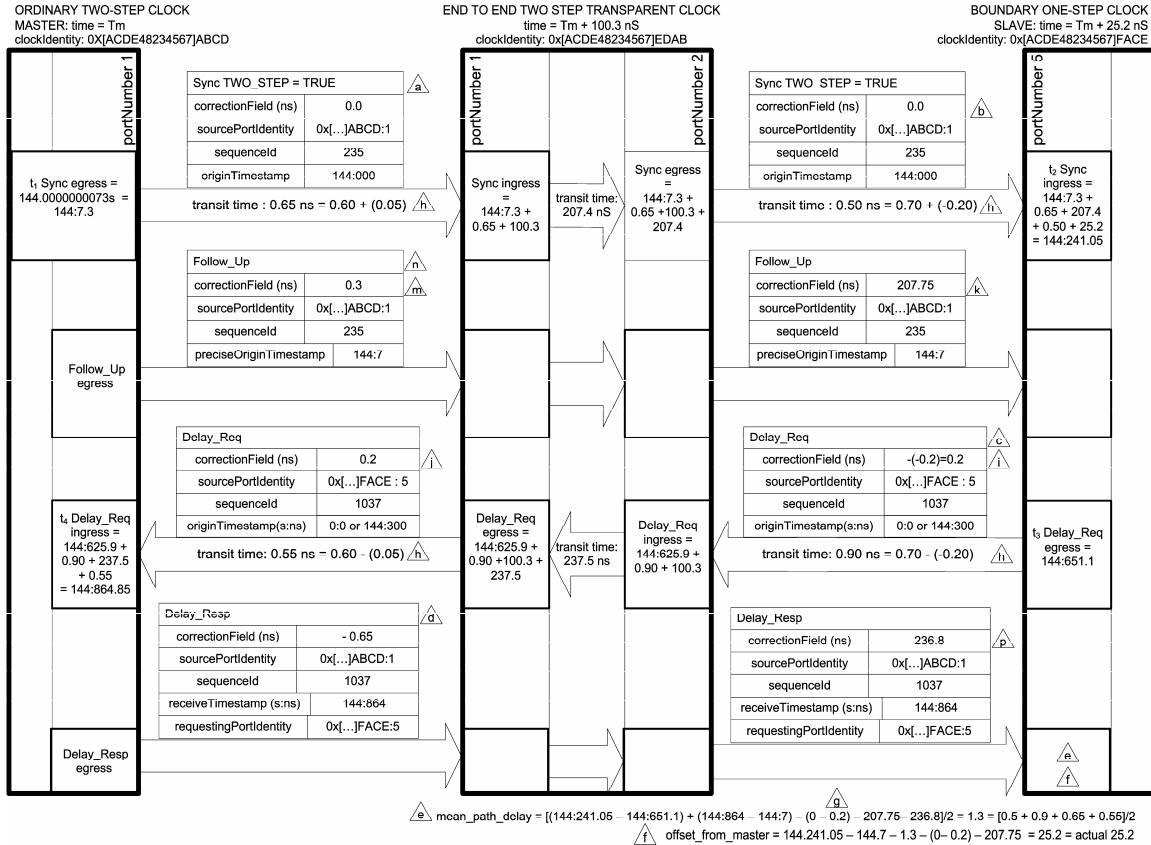 ORDINARY TWO-STEP CLOCK
MASTER: time = Tm
clockIdentity: 0X[ACDE48234567]ABCD
END TO END TWO STEP TRANSPARENT CLOCK
time = Tm + 100.3 nS
clockIdentity: 0x[ACDE48234567]EDAB
BOUNDARY ONE-STEP CLOCK
SLAVE: time = Tm + 25.2 nS
clockIdentity: 0x[ACDE48234567]FACE
portNumber 1
portNumber 1
portNumber 2
portNumber 5
Sync TWO_STEP = TRUE
a
correctionField (ns) 0.0
sourcePortIdentity 0x[...]ABCD:1
sequenceId 235
originTimestamp 144:000
transit time : 0.65 ns = 0.60 + (0.05) h
Sync TWO STEP = TRUE
correctionField (ns) 0.0
b
sourcePortIdentity 0x[...]ABCD:1
sequenceId 235
originTimestamp 144:000
transit time : 0.50 ns = 0.70 + (-0.20) h
t₁ Sync egress =
144.0000000073s =
144:7.3
Sync ingress
=
144:7.3 +
0.65 + 100.3
transit time:
207.4 nS
Sync egress
=
144:7.3 +
0.65 +100.3 +
207.4
t₂ Sync
ingress =
144:7.3 +
0.65 + 207.4
+ 0.50 + 25.2
= 144:241.05
Follow_Up
n
correctionField (ns) 0.3
m
sourcePortIdentity 0x[...]ABCD:1
sequenceId 235
preciseOriginTimestamp 144:7
Follow_Up
correctionField (ns) 207.75
k
sourcePortIdentity 0x[...]ABCD:1
sequenceId 235
preciseOriginTimestamp 144:7
Follow_Up
egress
Delay_Req
correctionField (ns) 0.2
j
sourcePortIdentity 0x[...]FACE : 5
sequenceId 1037
originTimestamp(s:ns) 0:0 or 144:300
transit time: 0.55 ns = 0.60 - (0.05) h
Delay_Req
c
correctionField (ns) -(-0.2)=0.2
i
sourcePortIdentity 0x[...]FACE : 5
sequenceId 1037
originTimestamp(s:ns) 0:0 or 144:300
transit time: 0.90 ns = 0.70 - (-0.20) h
t₄ Delay_Req
ingress =
144:625.9 +
0.90 + 237.5
+ 0.55
= 144:864.85
Delay_Req
egress =
144:625.9 +
0.90 +100.3 +
237.5
transit time:
237.5 ns
Delay_Req
ingress =
144:625.9 +
0.90 + 100.3
t₃ Delay_Req
egress =
144:651.1
Delay_Resp
d
correctionField (ns) - 0.65
sourcePortIdentity 0x[...]ABCD:1
sequenceId 1037
receiveTimestamp (s:ns) 144:864
requestingPortIdentity 0x[...]FACE:5
Delay_Resp
correctionField (ns) 236.8
p
sourcePortIdentity 0x[...]ABCD:1
sequenceId 1037
receiveTimestamp (s:ns) 144:864
requestingPortIdentity 0x[...]FACE:5
Delay_Resp
egress
e
f
g
e mean_path_delay = [(144:241.05 – 144:651.1) + (144:864 – 144:7) – (0 – 0.2) – 207.75 – 236.8]/2 = 1.3 = [0.5 + 0.9 + 0.65 + 0.55]/2
f offset_from_master = 144.241.05 – 144.7 – 1.3 – (0– 0.2) – 207.75 = 25.2 = actual 25.2